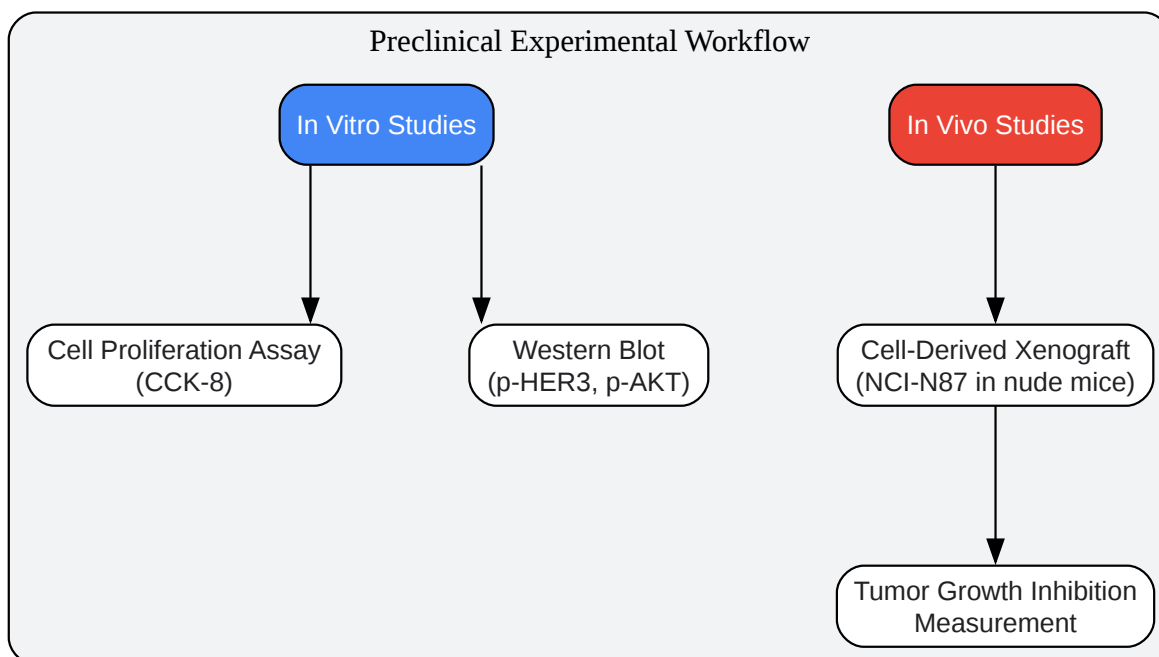 Preclinical Experimental Workflow
In Vitro Studies
In Vivo Studies
Cell Proliferation Assay
(CCK-8)
Western Blot
(p-HER3, p-AKT)
Cell-Derived Xenograft
(NCI-N87 in nude mice)
Tumor Growth Inhibition
Measurement